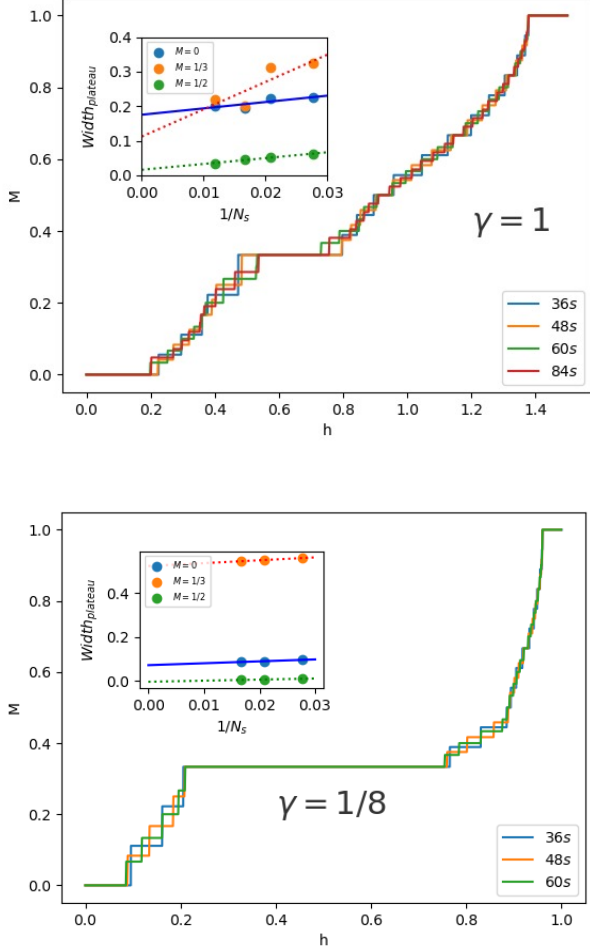 1.0
0.8
0.6
0.4
0.2
0.0
M
0.0 0.2 0.4 0.6 0.8 1.0 1.2 1.4
h
γ = 1
36s
48s
60s
84s
0.4
0.3
0.2
0.1
0.0
Width_plateau
M = 0
M = 1/3
M = 1/2
0.00 0.01 0.02 0.03
1/N_s
1.0
0.8
0.6
0.4
0.2
0.0
M
0.0 0.2 0.4 0.6 0.8 1.0
h
γ = 1/8
36s
48s
60s
0.4
0.2
0.0
Width_plateau
M = 0
M = 1/3
M = 1/2
0.00 0.01 0.02 0.03
1/N_s